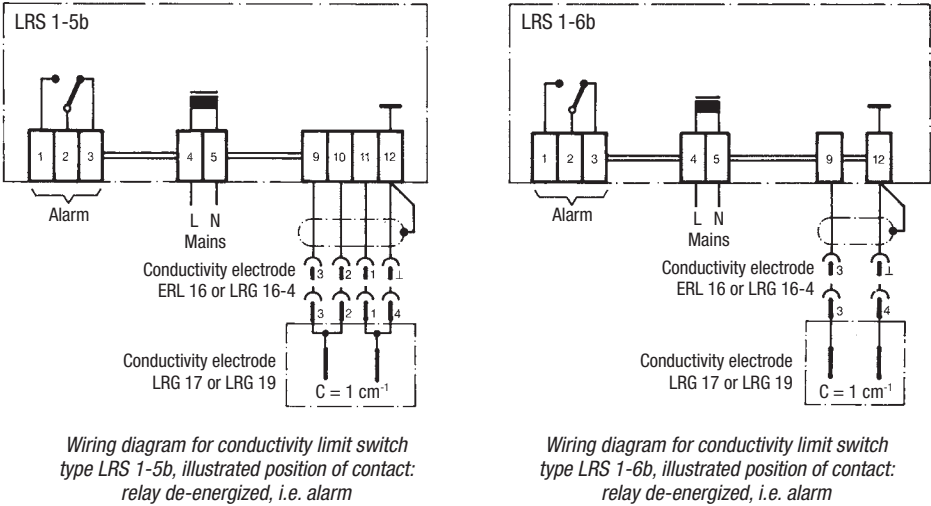 LRS 1-5b
1 2 3 4 5 9 10 11 12
Alarm
L N
Mains
Conductivity electrode
ERL 16 or LRG 16-4
3 2 1 ⊥
3 2 1 4
Conductivity electrode
LRG 17 or LRG 19
C = 1 cm⁻¹
Wiring diagram for conductivity limit switch
type LRS 1-5b, illustrated position of contact:
relay de-energized, i.e. alarm
LRS 1-6b
1 2 3 4 5 9 12
Alarm
L N
Mains
Conductivity electrode
ERL 16 or LRG 16-4
3 ⊥
3 4
Conductivity electrode
LRG 17 or LRG 19
C = 1 cm⁻¹
Wiring diagram for conductivity limit switch
type LRS 1-6b, illustrated position of contact:
relay de-energized, i.e. alarm